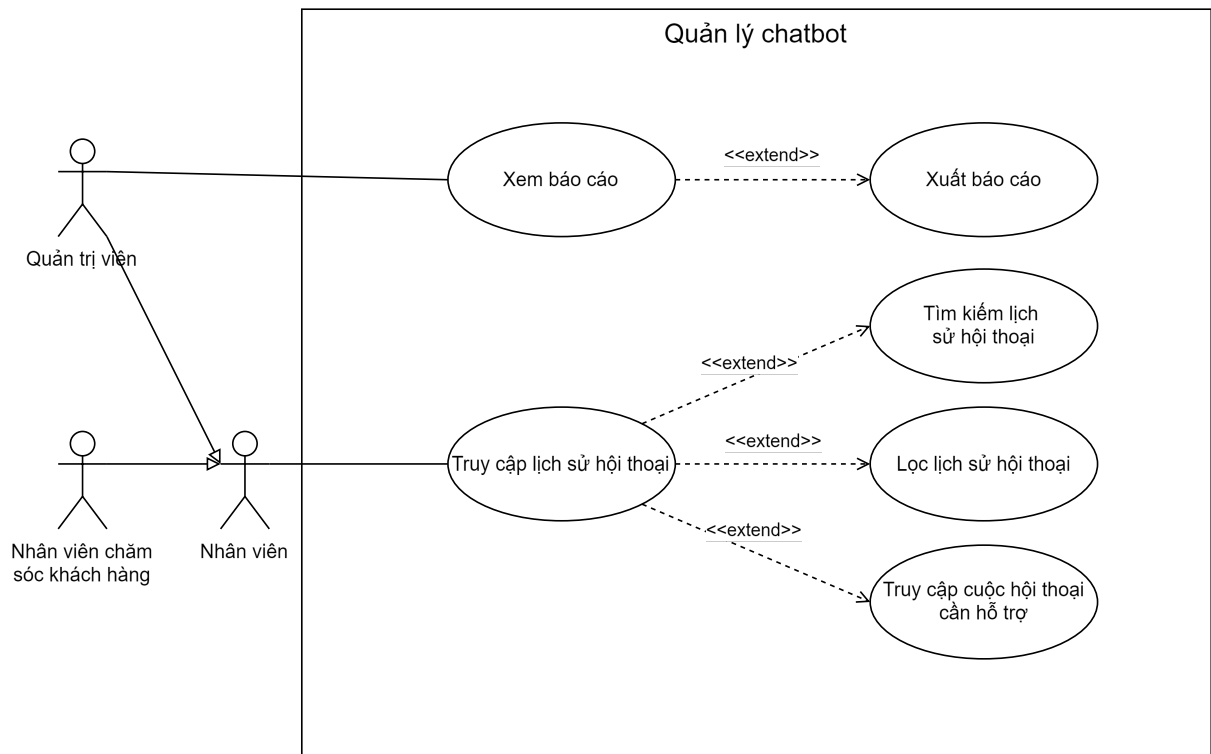 Quản lý chatbot
Xem báo cáo
<<extend>>
Xuất báo cáo
Quản trị viên
Tìm kiếm lịch
sử hội thoại
<<extend>>
Truy cập lịch sử hội thoại
<<extend>>
Lọc lịch sử hội thoại
<<extend>>
Nhân viên chăm
sóc khách hàng
Nhân viên
Truy cập cuộc hội thoại
cần hỗ trợ